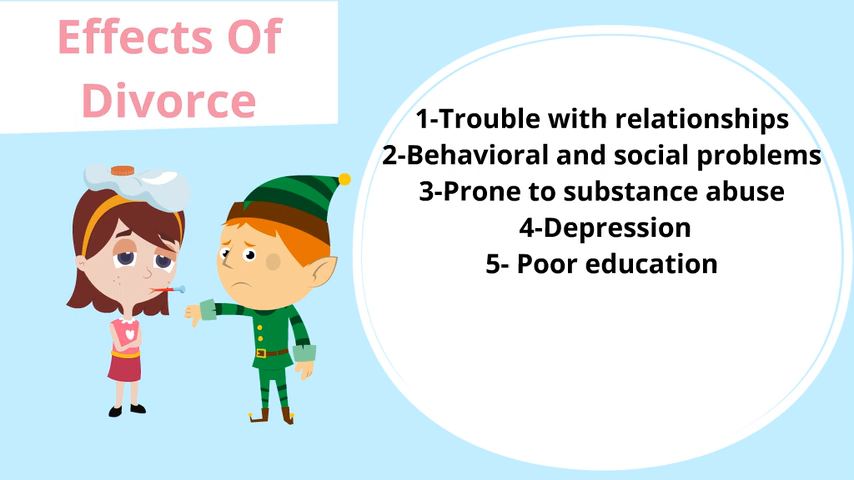 Effects Of
Divorce
1-Trouble with relationships
2-Behavioral and social problems
3-Prone to substance abuse
4-Depression
5- Poor education